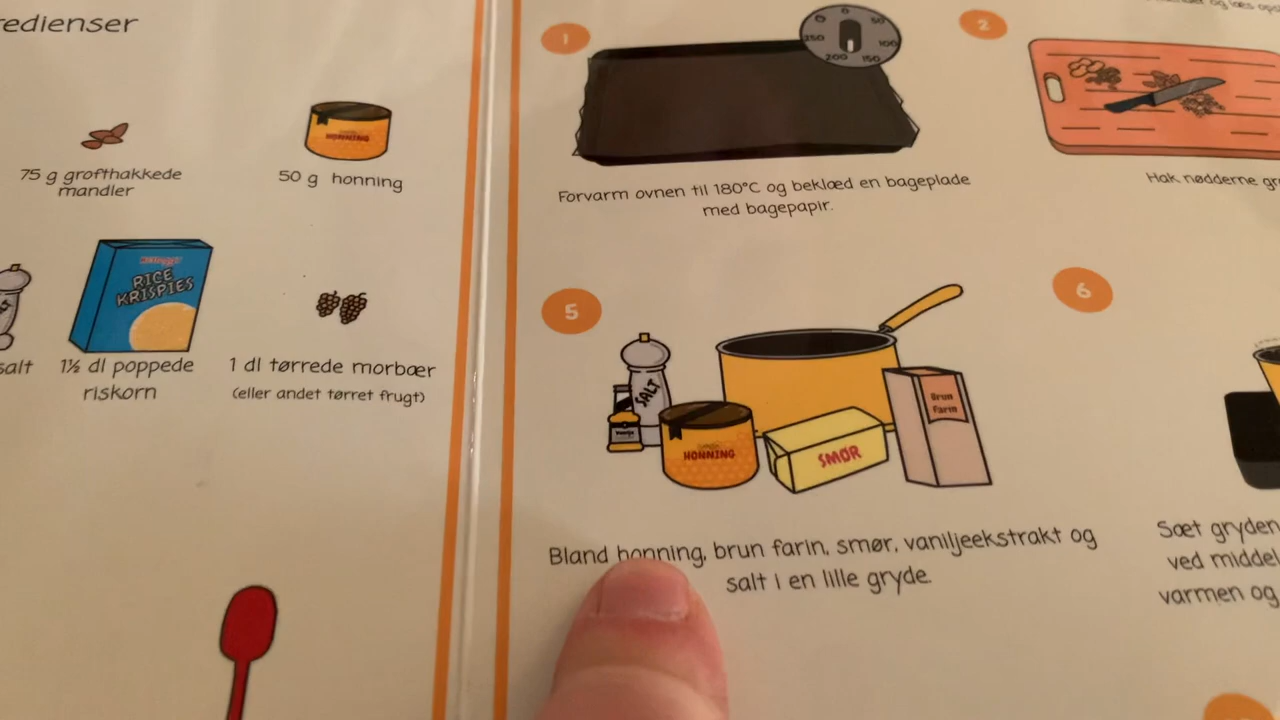 redienser
75 g grofthakkede
mandler
HONNING
50 g honning
salt
Kellogg's
RICE
KRISPIES
1½ dl poppede
riskorn
1 dl tørrede morbær
(eller andet tørret frugt)
1
0
50
100
150
200
250
Forvarm ovnen til 180°C og beklæd en bageplade
med bagepapir.
2
Hak nødderne gr
5
SALT
HONNING
SMØR
Brun
Farin
Bland honning, brun farin, smør, vaniljeekstrakt og
salt i en lille gryde.
6
Sæt gryden
ved middel
varmen og